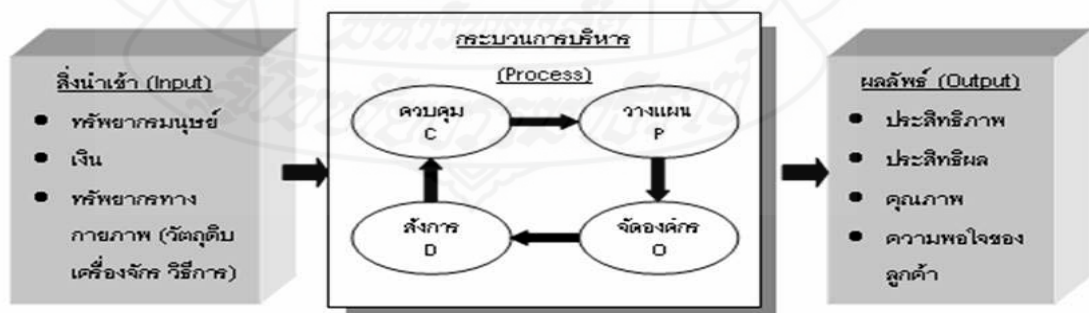 สิ่งนำเข้า (Input)
● ทรัพยากรมนุษย์
● เงิน
● ทรัพยากรทาง
กายภาพ (วัตถุดิบ
เครื่องจักร วิธีการ)
กระบวนการบริหาร
(Process)
ควบคุม
C
วางแผน
P
สั่งการ
D
จัดองค์กร
O
ผลลัพธ์ (Output)
● ประสิทธิภาพ
● ประสิทธิผล
● คุณภาพ
● ความพอใจของ
ลูกค้า